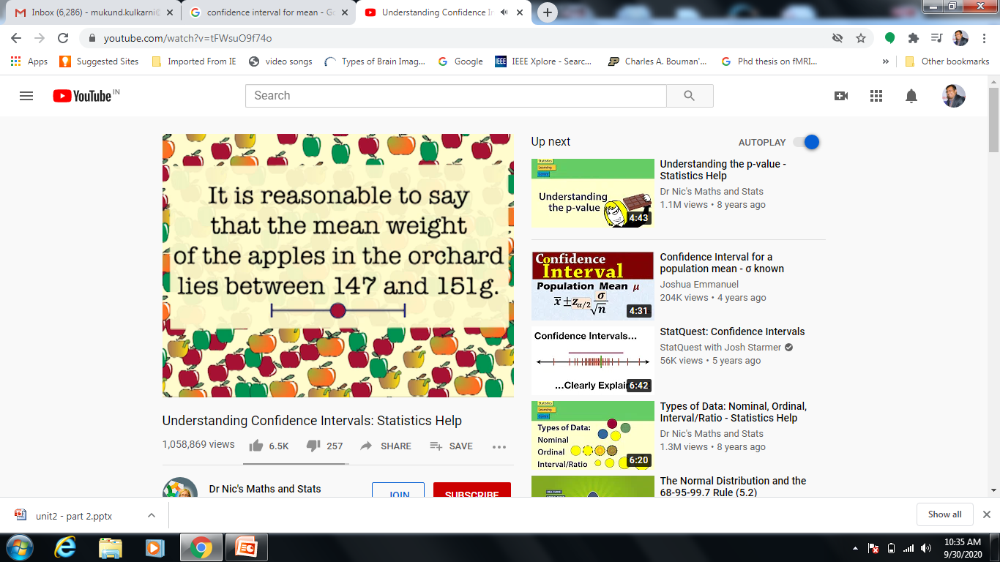 Inbox (6,286) - mukund.kulkarni@
confidence interval for mean - Go
Understanding Confidence In
youtube.com/watch?v=tFWsuO9f74o
Apps
Suggested Sites
Imported From IE
video songs
Types of Brain Imag...
Google
IEEE
IEEE Xplore - Searc...
Charles A. Bouman'...
Phd thesis on fMRI...
»
Other bookmarks
YouTube IN
Search
It is reasonable to say
that the mean weight
of the apples in the orchard
lies between 147 and 151g.
Understanding Confidence Intervals: Statistics Help
1,058,869 views
6.5K
257
SHARE
SAVE
Dr Nic's Maths and Stats
JOIN
SUBSCRIBE
Up next
AUTOPLAY
Statistics
Learning
Centre
Understanding
the p-value
4:43
Understanding the p-value -
Statistics Help
Dr Nic's Maths and Stats
1.1M views • 8 years ago
Confidence
Interval
Population Mean μ
x̄ ± z α/2 σ/√n
4:31
Confidence Interval for a
population mean - σ known
Joshua Emmanuel
204K views • 4 years ago
Confidence Intervals...
...Clearly Explai
6:42
StatQuest: Confidence Intervals
StatQuest with Josh Starmer
56K views • 5 years ago
Statistics
Learning
Centre
Types of Data:
Nominal
Ordinal
Interval/Ratio
6:20
Types of Data: Nominal, Ordinal,
Interval/Ratio - Statistics Help
Dr Nic's Maths and Stats
1.3M views • 8 years ago
The Normal Distribution and the
68-95-99.7 Rule (5.2)
unit2 - part 2.pptx
Show all
10:35 AM
9/30/2020